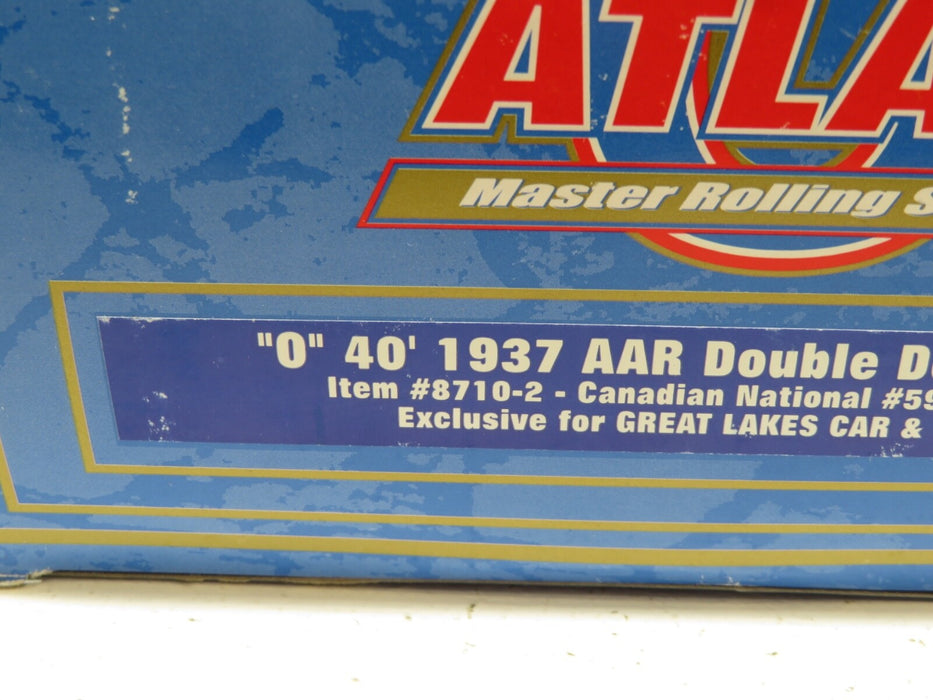 ATLA
Master Rolling S
"O" 40' 1937 AAR Double D
Item #8710-2 - Canadian National #59
Exclusive for GREAT LAKES CAR &